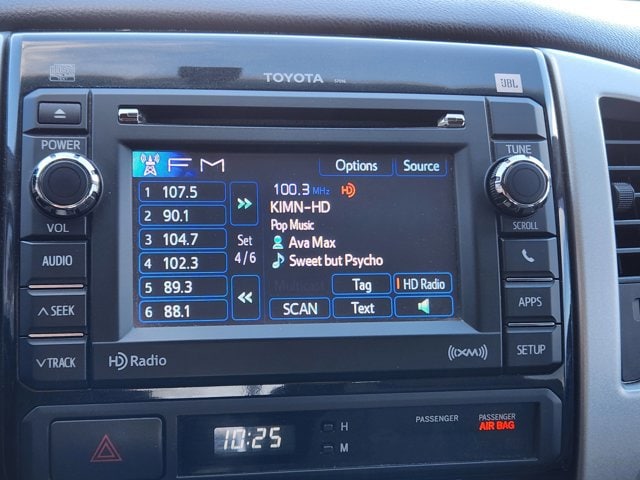 TOYOTA
JBL
POWER
VOL
AUDIO
∧ SEEK
∨ TRACK
FM
Options
Source
1 107.5
2 90.1
3 104.7
4 102.3
5 89.3
6 88.1
Set
4/6
100.3 MHz HD
KIMN-HD
Pop Music
Ava Max
Sweet but Psycho
Multicast
Tag
HD Radio
SCAN
Text
TUNE
SCROLL
APPS
SETUP
HD Radio
((XM))
10:25
H
M
PASSENGER
PASSENGER
AIR BAG